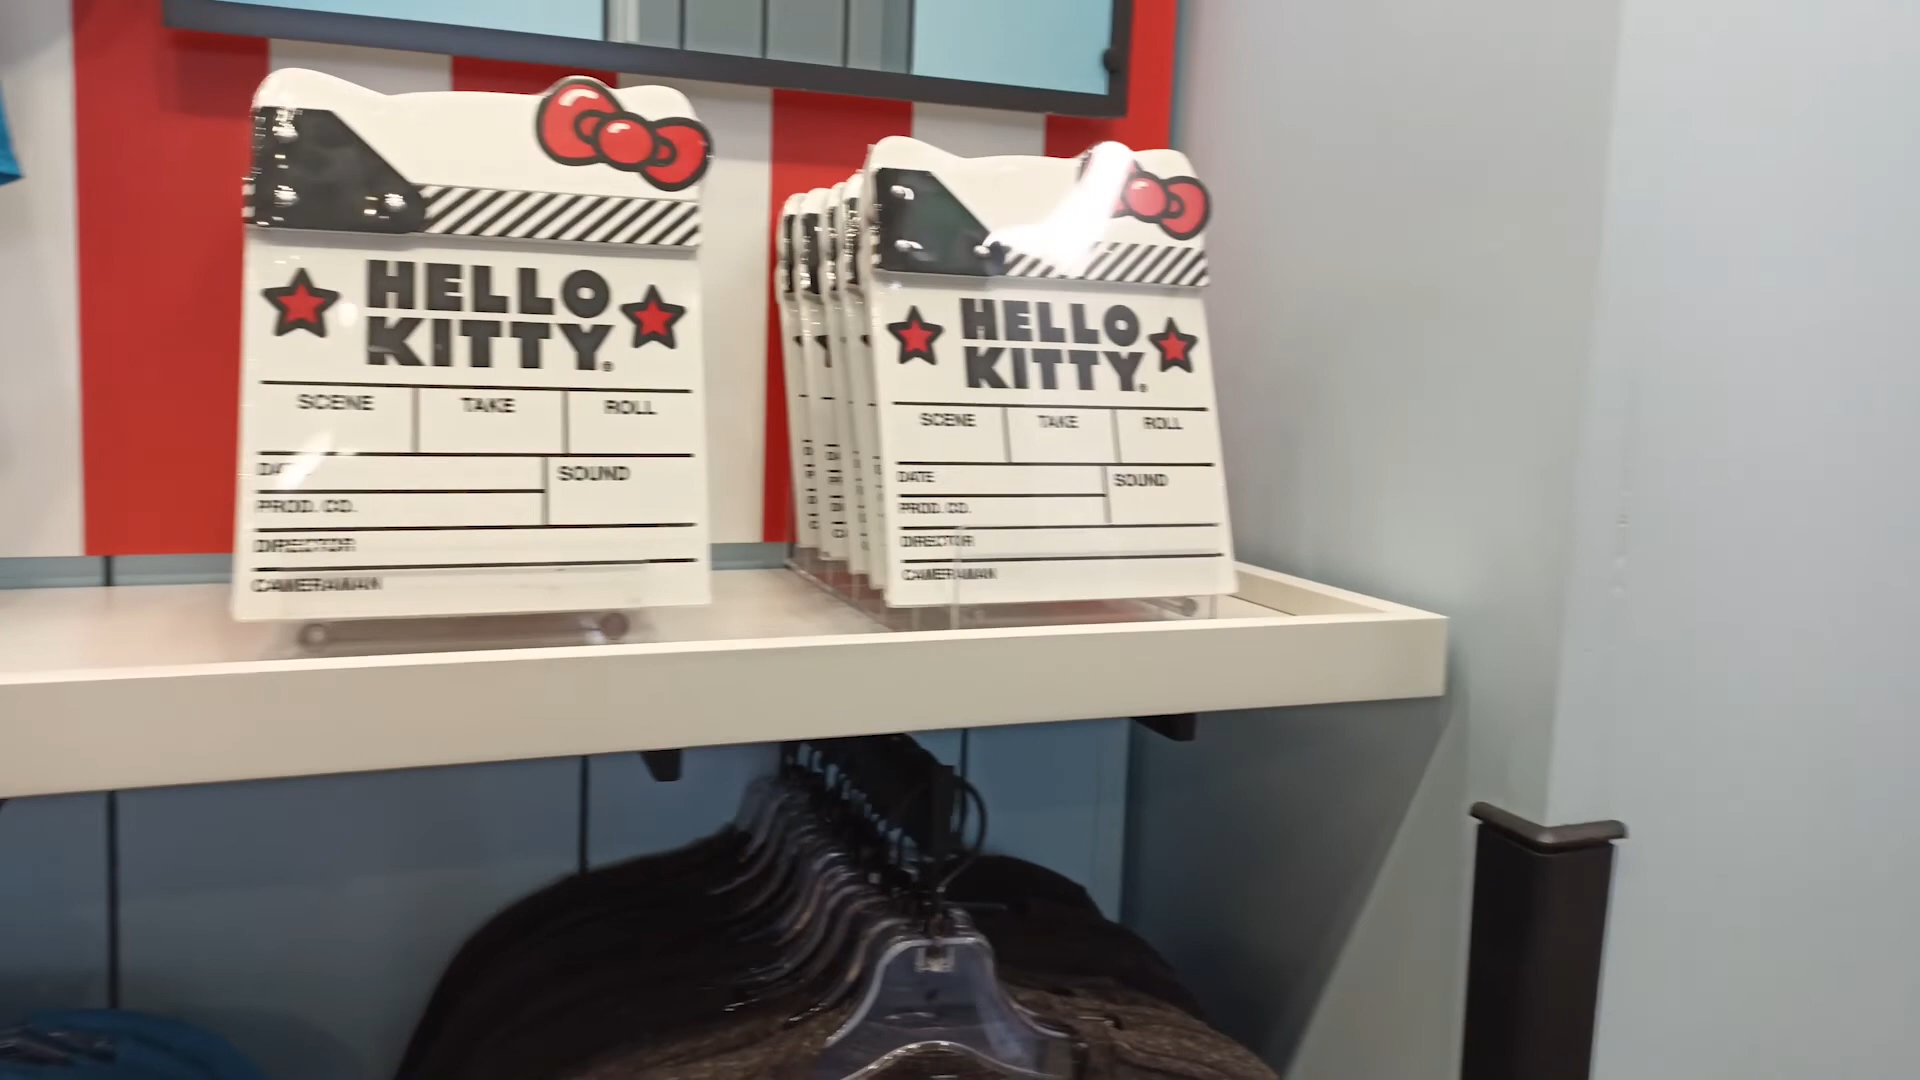 HELLO
KITTY®
SCENE TAKE ROLL
DATE SOUND
PROD. CO.
DIRECTOR
CAMERAMAN
HELLO
KITTY®
SCENE TAKE ROLL
DATE SOUND
PROD. CO.
DIRECTOR
CAMERAMAN